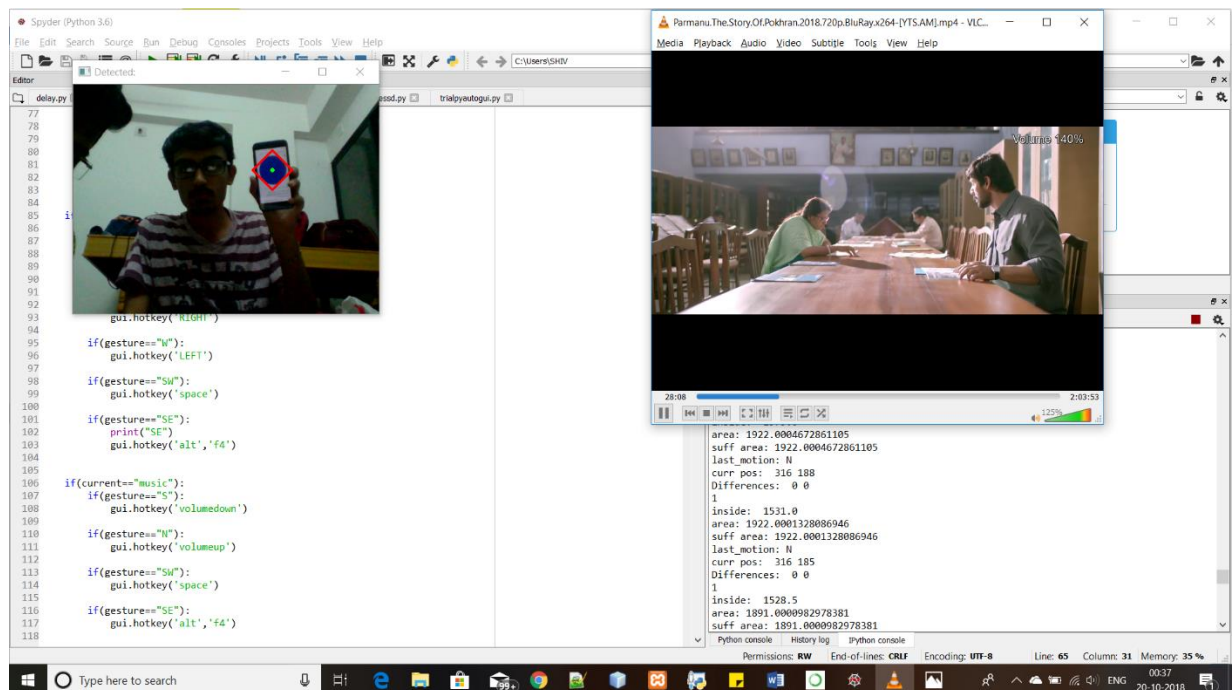 Spyder (Python 3.6)
File Edit Search Source Run Debug Consoles Projects Tools View Help
C:\Users\SHIV
Editor
Detected:
delay.py
essd.py
trialpyautogui.py
77
78
79
80
81
82
83
84
85
86
87
88
89
90
91
92
93 gui.hotkey('RIGHT')
94
95 if(gesture=="W"):
96 gui.hotkey('LEFT')
97
98 if(gesture=="SW"):
99 gui.hotkey('space')
100
101 if(gesture=="SE"):
102 print("SE")
103 gui.hotkey('alt','f4')
104
105
106 if(current=="music"):
107 if(gesture=="S"):
108 gui.hotkey('volumedown')
109
110 if(gesture=="N"):
111 gui.hotkey('volumeup')
112
113 if(gesture=="SW"):
114 gui.hotkey('space')
115
116 if(gesture=="SE"):
117 gui.hotkey('alt','f4')
118
Parmanu.The.Story.Of.Pokhran.2018.720p.BluRay.x264-[YTS.AM].mp4 - VLC...
Media Playback Audio Video Subtitle Tools View Help
Volume 140%
28:08 2:03:53
125%
area: 1922.0004672861105
suff area: 1922.0004672861105
last_motion: N
curr pos: 316 188
Differences: 0 0
1
inside: 1531.0
area: 1922.0001328086946
suff area: 1922.0001328086946
last_motion: N
curr pos: 316 185
Differences: 0 0
1
inside: 1528.5
area: 1891.0000982978381
suff area: 1891.0000982978381
Python console History log IPython console
Permissions: RW End-of-lines: CRLF Encoding: UTF-8 Line: 65 Column: 31 Memory: 35 %
Type here to search
99+
ENG
00:37
20-10-2018